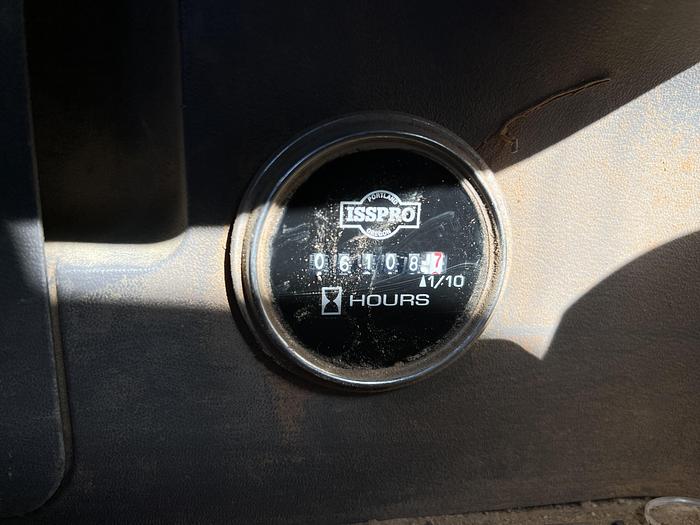 PORTLAND
ISSPRO
OREGON
061087
1/10
HOURS